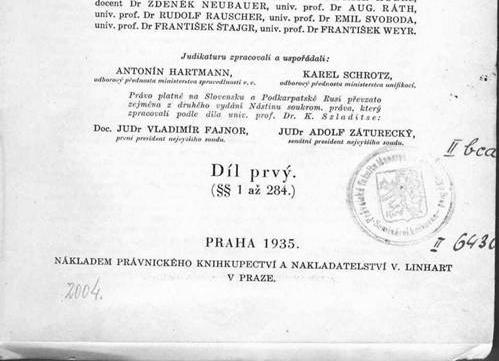 docent Dr ZDENĚK NEUBAUER, univ. prof. Dr AUG. RÁTH,
univ. prof. Dr RUDOLF RAUSCHER, univ. prof. Dr EMIL SVOBODA,
univ. prof. Dr FRANTIŠEK ŠTAJGR, univ. prof. Dr FRANTIŠEK WEYR.
Judikaturu zpracovali a uspořádali:
ANTONÍN HARTMANN, KAREL SCHROTZ,
odborový přednosta ministerstva spravedlnosti v. v. odborový přednosta ministerstva unifikací.
Právo platné na Slovensku a Podkarpatské Rusi převzato
zejména z druhého vydání Nástinu soukrom. práva, který
zpracovali podle díla univ. prof. Dr. K. Szladitse:
Doc. JUDr VLADIMÍR FAJNOR, JUDr ADOLF ZÁTURECKÝ,
první president nejvyššího soudu. senátní president nejvyššího soudu.
II bca
Díl prvý.
(§§ 1 až 284.)
PRAHA 1935.
II 6430
NÁKLADEM PRÁVNICKÉHO KNIHKUPECTVÍ A NAKLADATELSTVÍ V. LINHART
V PRAZE.
2004.